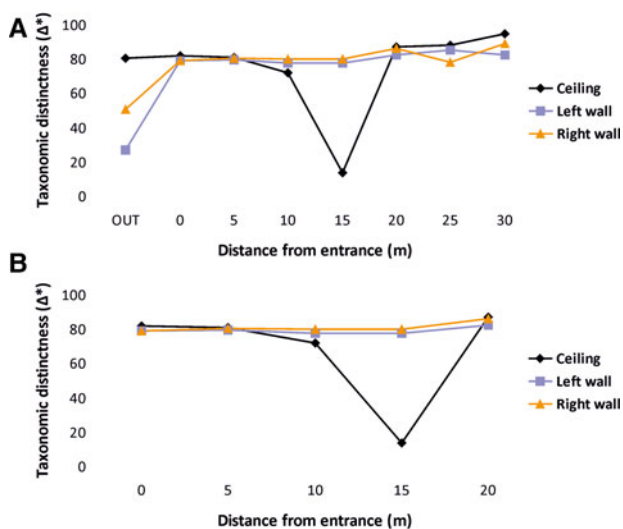 A
Taxonomic distinctness (Δ*)
100
80
60
40
20
0
OUT 0 5 10 15 20 25 30
Distance from entrance (m)
Ceiling
Left wall
Right wall
B
Taxonomic distinctness (Δ*)
100
80
60
40
20
0
0 5 10 15 20
Distance from entrance (m)
Ceiling
Left wall
Right wall